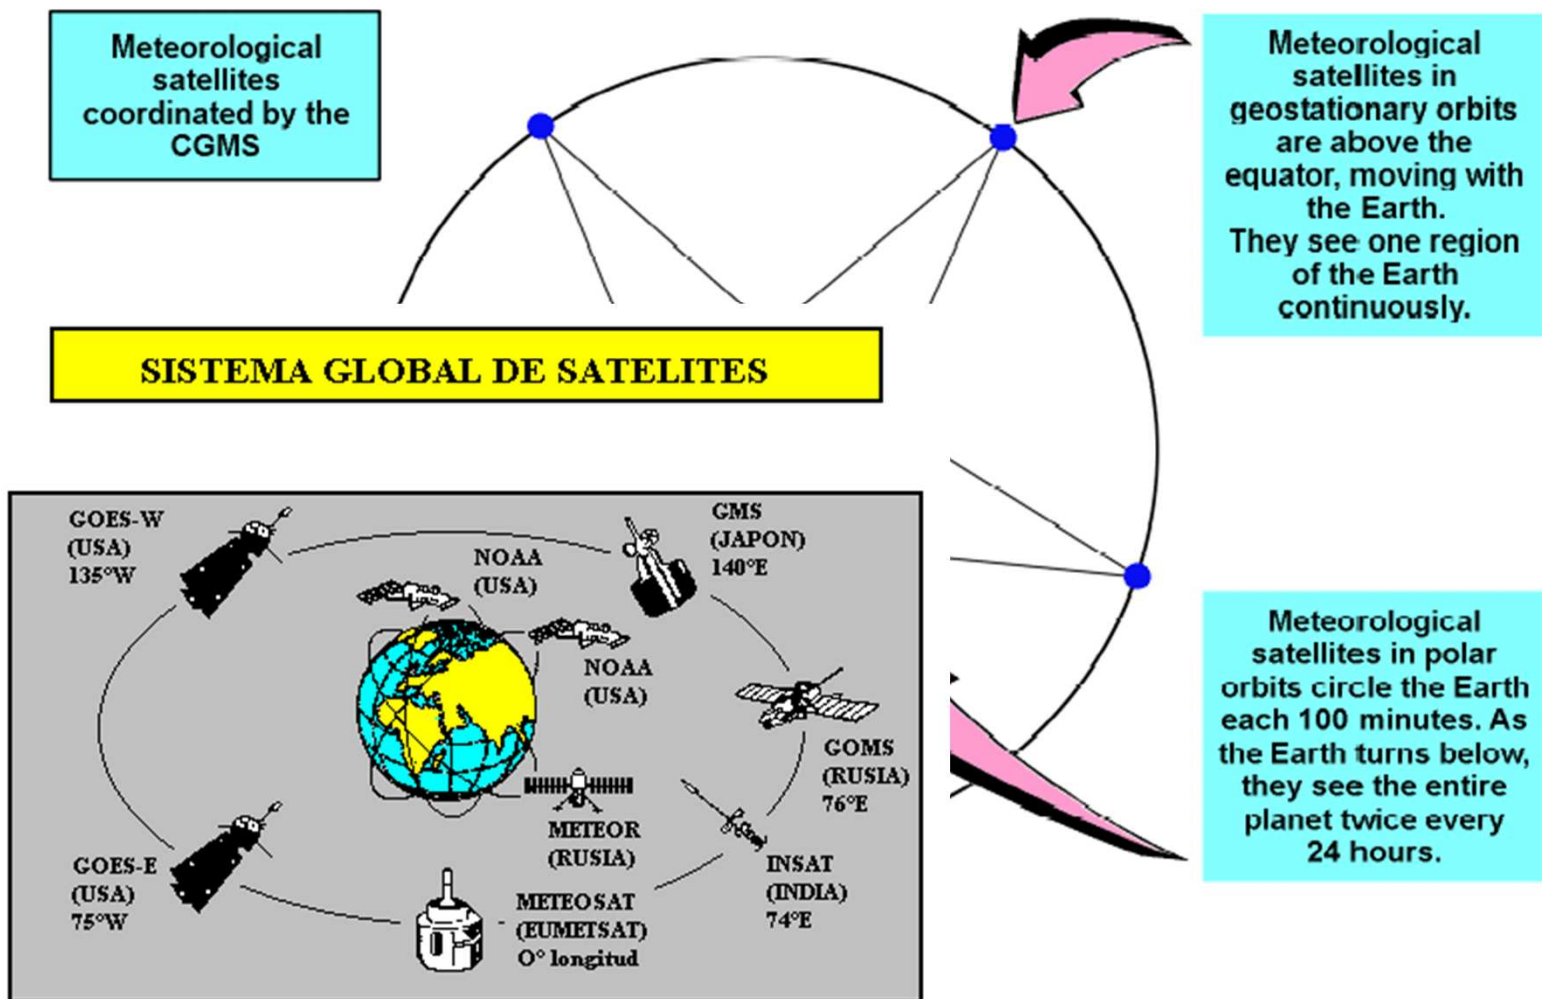 Meteorological
satellites
coordinated by the
CGMS
Meteorological
satellites in
geostationary orbits
are above the
equator, moving with
the Earth.
They see one region
of the Earth
continuously.
SISTEMA GLOBAL DE SATELITES
GOES-W
(USA)
135°W
NOAA
(USA)
GMS
(JAPON)
140°E
NOAA
(USA)
GOMS
(RUSIA)
76°E
METEOR
(RUSIA)
GOES-E
(USA)
75°W
METEOSAT
(EUMETSAT)
O° longitud
INSAT
(INDIA)
74°E
Meteorological
satellites in polar
orbits circle the Earth
each 100 minutes. As
the Earth turns below,
they see the entire
planet twice every
24 hours.